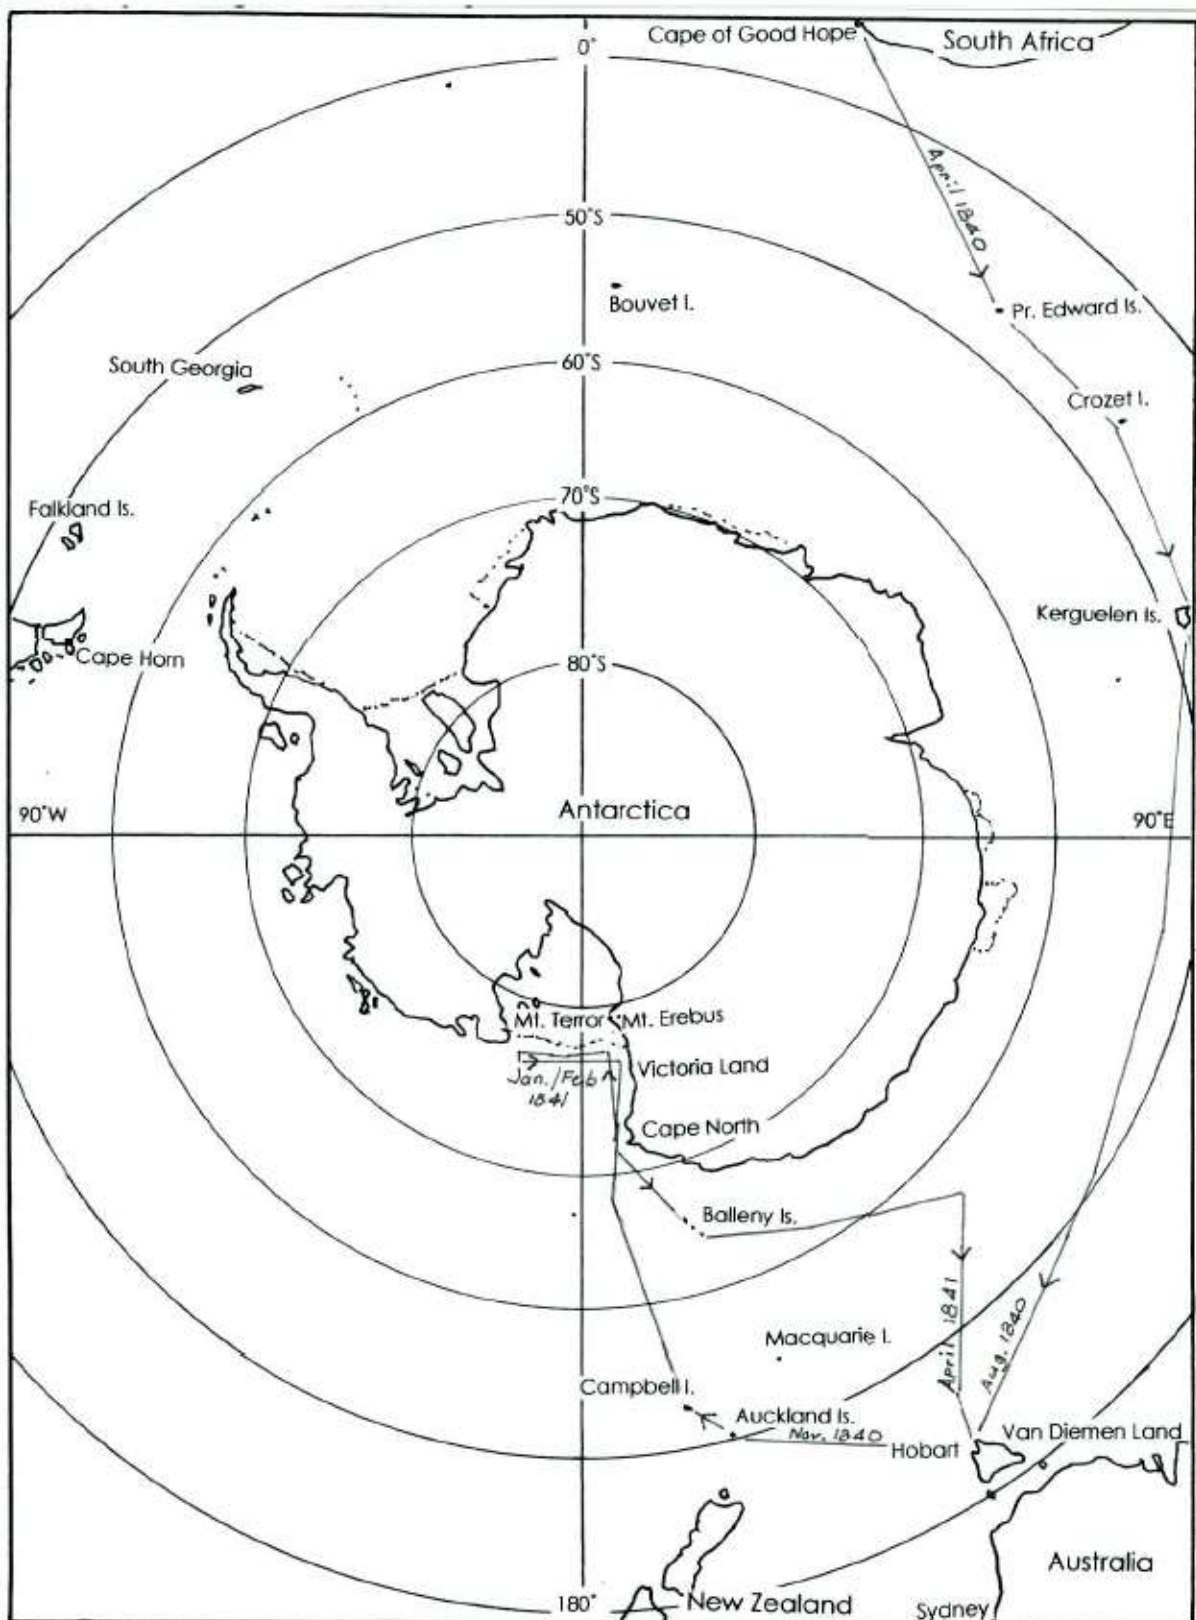 Cape of Good Hope
South Africa
0°
April 1840
50°S
Bouvet I.
Pr. Edward Is.
60°S
South Georgia
Crozet I.
70°S
Falkland Is.
Kerguelen Is.
Cape Horn
80°S
Antarctica
90°W
90°E
Mt. Terror
Mt. Erebus
Victoria Land
Jan./Feb
1841
Cape North
Balleny Is.
April 1841
Aug. 1840
Macquarie I.
Campbell I.
Auckland Is.
Nov. 1840
Hobart
Van Diemen Land
Australia
180°
New Zealand
Sydney